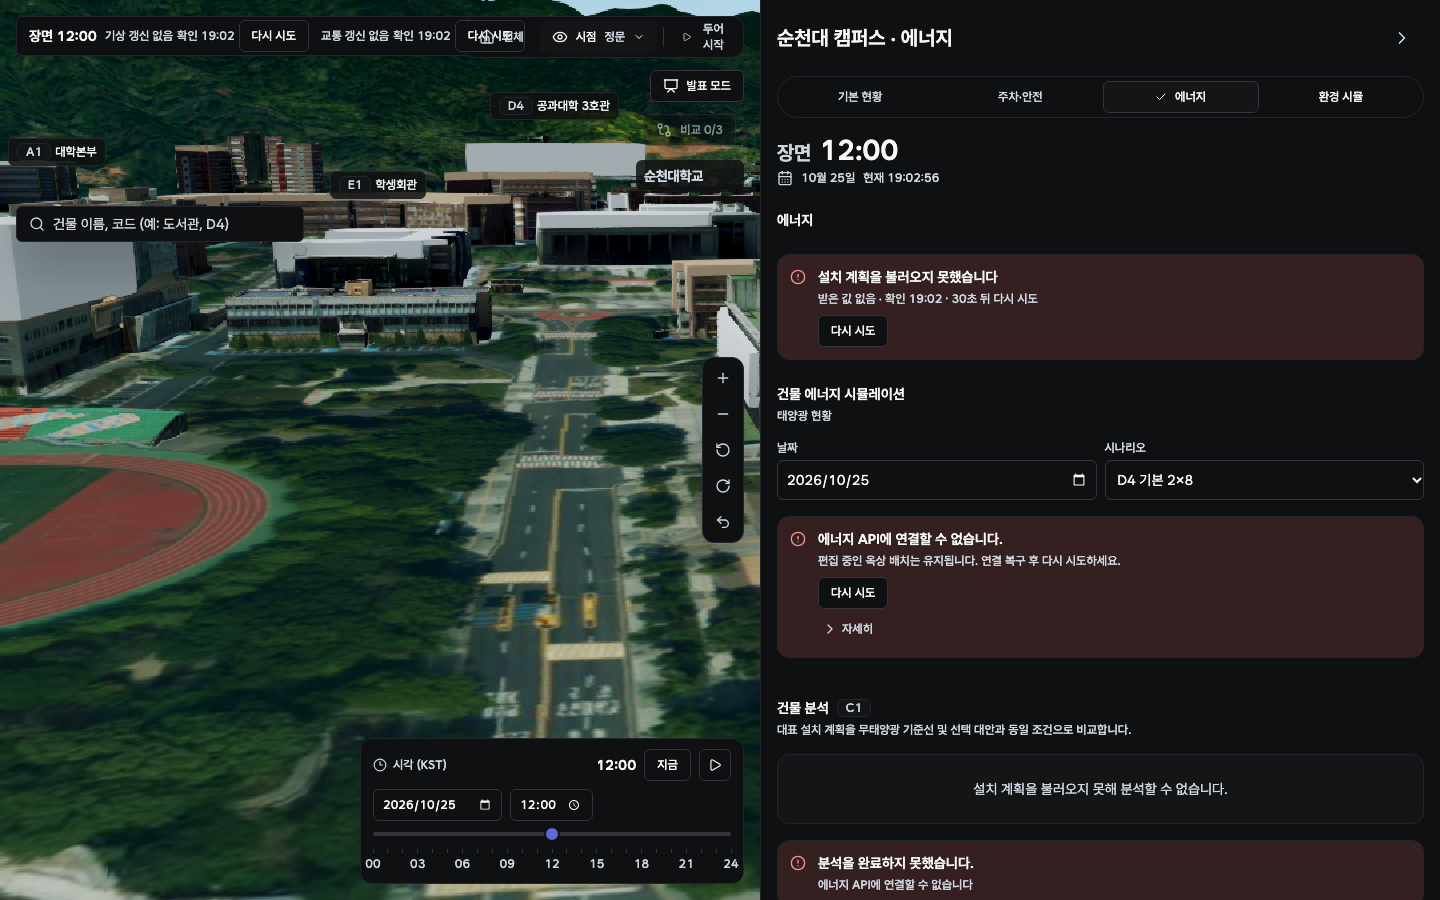 장면 12:00 기상 갱신 없음 확인 19:02 다시 시도 교통 갱신 없음 확인 19:02 다시 시도
시점 정문
투어
시작
발표 모드
D4 공과대학 3호관
비교 0/3
A1 대학본부
순천대학교
E1 학생회관
건물 이름, 코드 (예: 도서관, D4)
시각 (KST) 12:00 지금
2026/10/25 12:00
00 03 06 09 12 15 18 21 24
순천대 캠퍼스 · 에너지
기본 현황 주차·안전 에너지 환경 시뮬
장면 12:00
10월 25일 현재 19:02:56
에너지
설치 계획을 불러오지 못했습니다
받은 값 없음 · 확인 19:02 · 30초 뒤 다시 시도
다시 시도
건물 에너지 시뮬레이션
태양광 현황
날짜 시나리오
2026/10/25 D4 기본 2×8
에너지 API에 연결할 수 없습니다.
편집 중인 옥상 배치는 유지됩니다. 연결 복구 후 다시 시도하세요.
다시 시도
자세히
건물 분석 C1
대표 설치 계획을 무태양광 기준선 및 선택 대안과 동일 조건으로 비교합니다.
설치 계획을 불러오지 못해 분석할 수 없습니다.
분석을 완료하지 못했습니다.
에너지 API에 연결할 수 없습니다